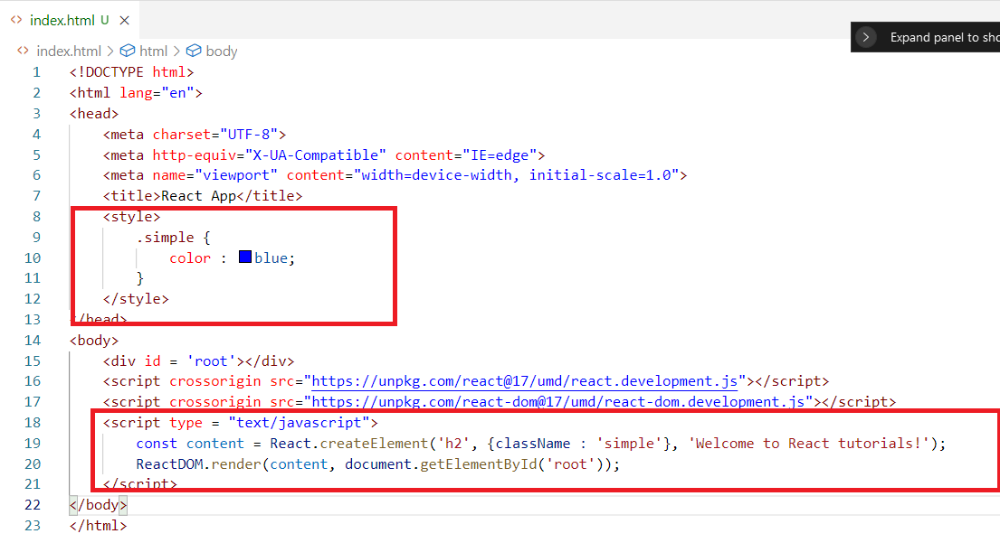 index.html U
index.html > html > body
Expand panel to sho
1 <!DOCTYPE html>
2 <html lang="en">
3 <head>
4 <meta charset="UTF-8">
5 <meta http-equiv="X-UA-Compatible" content="IE=edge">
6 <meta name="viewport" content="width=device-width, initial-scale=1.0">
7 <title>React App</title>
8 <style>
9 .simple {
10 color : blue;
11 }
12 </style>
13 </head>
14 <body>
15 <div id = 'root'></div>
16 <script crossorigin src="https://unpkg.com/react@17/umd/react.development.js"></script>
17 <script crossorigin src="https://unpkg.com/react-dom@17/umd/react-dom.development.js"></script>
18 <script type = "text/javascript">
19 const content = React.createElement('h2', {className : 'simple'}, 'Welcome to React tutorials!');
20 ReactDOM.render(content, document.getElementById('root'));
21 </script>
22 </body>
23 </html>